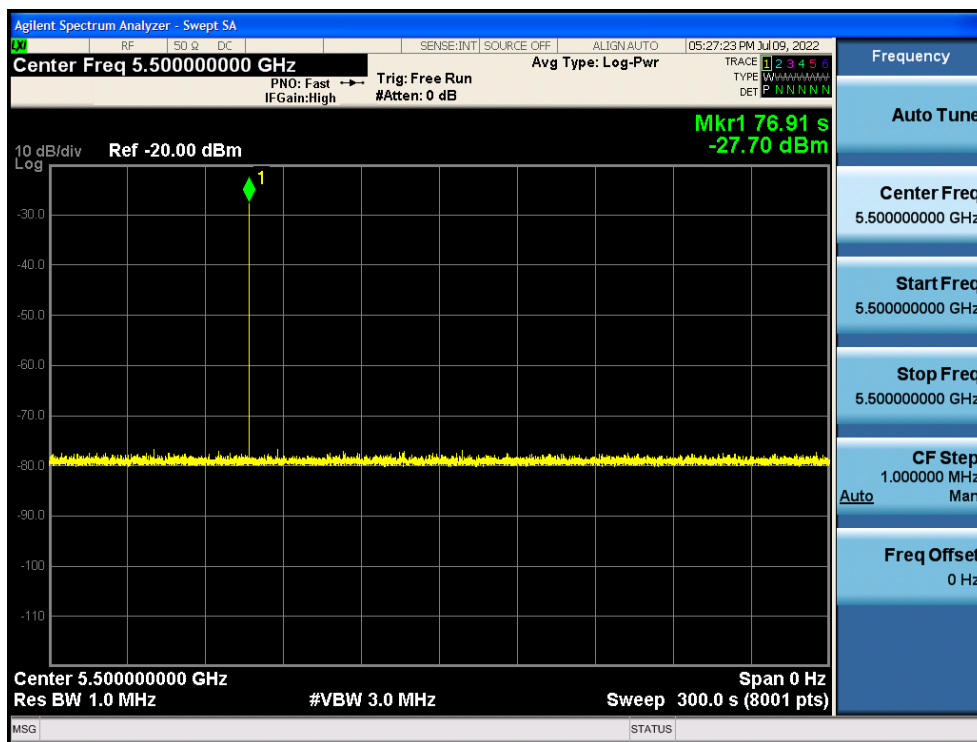 Agilent Spectrum Analyzer - Swept SA
LXI RF 50 Ω DC SENSE:INT SOURCE OFF ALIGN AUTO 05:27:23 PM Jul 09, 2022
Center Freq 5.500000000 GHz
PNO: Fast
IFGain:High
Trig: Free Run
#Atten: 0 dB
Avg Type: Log-Pwr
TRACE 1 2 3 4 5 6
TYPE WWWWWW
DET P N N N N N
Mkr1 76.91 s
-27.70 dBm
10 dB/div Ref -20.00 dBm
Log
1
-30.0
-40.0
-50.0
-60.0
-70.0
-80.0
-90.0
-100
-110
Center 5.500000000 GHz Span 0 Hz
Res BW 1.0 MHz #VBW 3.0 MHz Sweep 300.0 s (8001 pts)
MSG STATUS
Frequency
Auto Tune
Center Freq
5.500000000 GHz
Start Freq
5.500000000 GHz
Stop Freq
5.500000000 GHz
CF Step
1.000000 MHz
Auto Man
Freq Offset
0 Hz